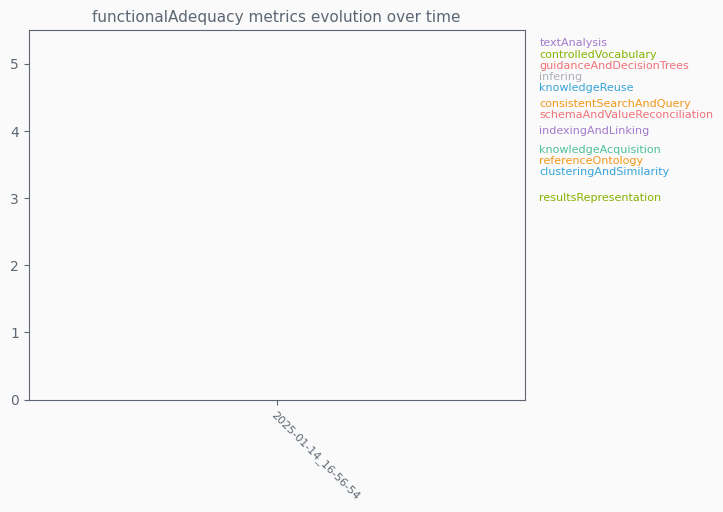 functionalAdequacy metrics evolution over time
5
4
3
2
1
0
2025-01-14_16-56-54
textAnalysis
controlledVocabulary
guidanceAndDecisionTrees
infering
knowledgeReuse
consistentSearchAndQuery
schemaAndValueReconciliation
indexingAndLinking
knowledgeAcquisition
referenceOntology
clusteringAndSimilarity
resultsRepresentation